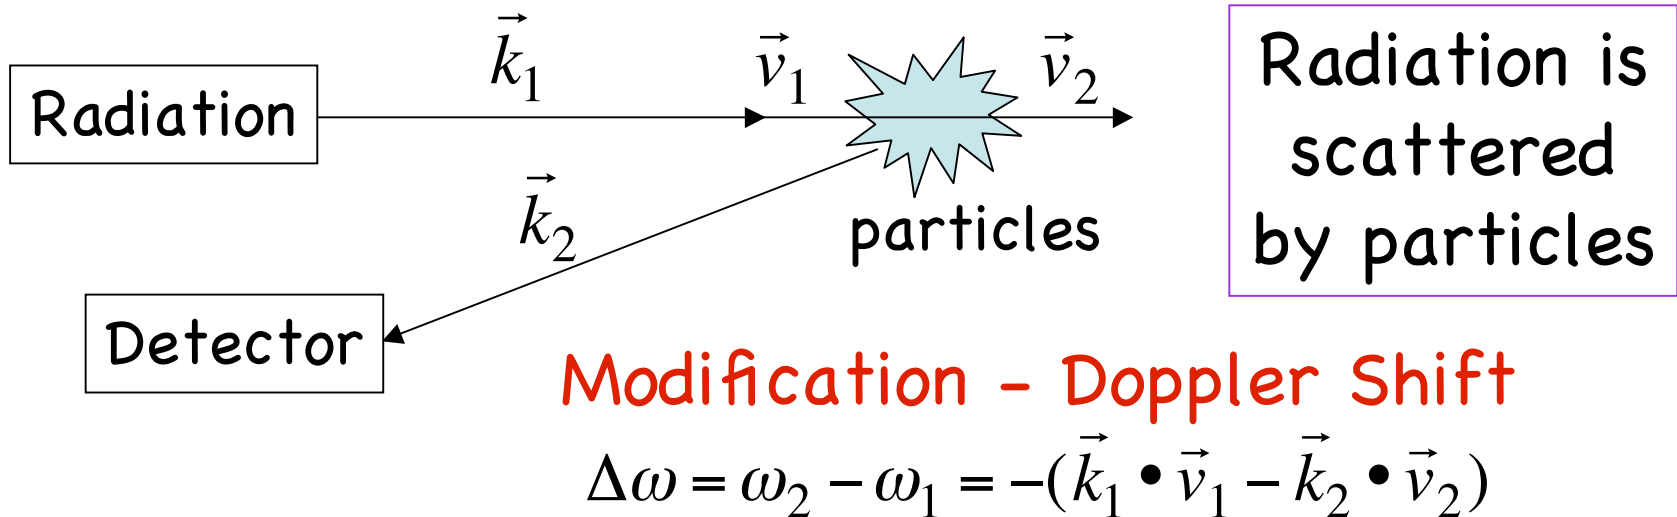 k⃗₁
v⃗₁
v⃗₂
Radiation
Radiation is
scattered
by particles
k⃗₂
particles
Detector
Modification - Doppler Shift
Δω = ω₂ − ω₁ = −(k⃗₁ • v⃗₁ − k⃗₂ • v⃗₂)